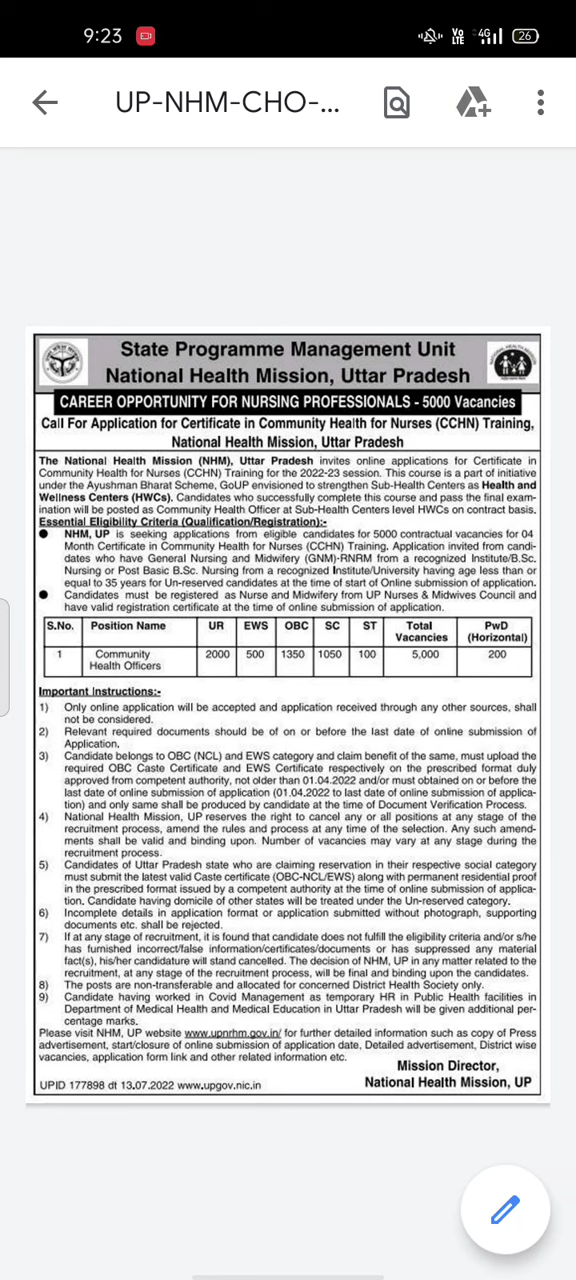 9:23
Vo
LTE
4G
26
UP-NHM-CHO-...
State Programme Management Unit
National Health Mission, Uttar Pradesh
CAREER OPPORTUNITY FOR NURSING PROFESSIONALS - 5000 Vacancies
Call For Application for Certificate in Community Health for Nurses (CCHN) Training,
National Health Mission, Uttar Pradesh
The National Health Mission (NHM), Uttar Pradesh invites online applications for Certificate in
Community Health for Nurses (CCHN) Training for the 2022-23 session. This course is a part of initiative
under the Ayushman Bharat Scheme, GoUP envisioned to strengthen Sub-Health Centers as Health and
Wellness Centers (HWCs). Candidates who successfully complete this course and pass the final exam-
ination will be posted as Community Health Officer at Sub-Health Centers level HWCs on contract basis.
Essential Eligibility Criteria (Qualification/Registration):-
● NHM, UP is seeking applications from eligible candidates for 5000 contractual vacancies for 04
Month Certificate in Community Health for Nurses (CCHN) Training. Application invited from candi-
dates who have General Nursing and Midwifery (GNM)-RNRM from a recognized Institute/B.Sc.
Nursing or Post Basic B.Sc. Nursing from a recognized Institute/University having age less than or
equal to 35 years for Un-reserved candidates at the time of start of Online submission of application.
● Candidates must be registered as Nurse and Midwifery from UP Nurses & Midwives Council and
have valid registration certificate at the time of online submission of application.
S.No. Position Name UR EWS OBC SC ST Total Vacancies PwD (Horizontal)
1 Community Health Officers 2000 500 1350 1050 100 5,000 200
Important Instructions:-
1) Only online application will be accepted and application received through any other sources, shall
not be considered.
2) Relevant required documents should be of on or before the last date of online submission of
Application.
3) Candidate belongs to OBC (NCL) and EWS category and claim benefit of the same, must upload the
required OBC Caste Certificate and EWS Certificate respectively on the prescribed format duly
approved from competent authority, not older than 01.04.2022 and/or must obtained on or before the
last date of online submission of application (01.04.2022 to last date of online submission of applica-
tion) and only same shall be produced by candidate at the time of Document Verification Process.
4) National Health Mission, UP reserves the right to cancel any or all positions at any stage of the
recruitment process, amend the rules and process at any time of the selection. Any such amend-
ments shall be valid and binding upon. Number of vacancies may vary at any stage during the
recruitment process.
5) Candidates of Uttar Pradesh state who are claiming reservation in their respective social category
must submit the latest valid Caste certificate (OBC-NCL/EWS) along with permanent residential proof
in the prescribed format issued by a competent authority at the time of online submission of applica-
tion. Candidate having domicile of other states will be treated under the Un-reserved category.
6) Incomplete details in application format or application submitted without photograph, supporting
documents etc. shall be rejected.
7) If at any stage of recruitment, it is found that candidate does not fulfill the eligibility criteria and/or s/he
has furnished incorrect/false information/certificates/documents or has suppressed any material
fact(s), his/her candidature will stand cancelled. The decision of NHM, UP in any matter related to the
recruitment, at any stage of the recruitment process, will be final and binding upon the candidates.
8) The posts are non-transferable and allocated for concerned District Health Society only.
9) Candidate having worked in Covid Management as temporary HR in Public Health facilities in
Department of Medical Health and Medical Education in Uttar Pradesh will be given additional per-
centage marks.
Please visit NHM, UP website www.upnrhm.gov.in/ for further detailed information such as copy of Press
advertisement, start/closure of online submission of application date, Detailed advertisement, District wise
vacancies, application form link and other related information etc.
Mission Director,
UPID 177898 dt 13.07.2022 www.upgov.nic.in National Health Mission, UP